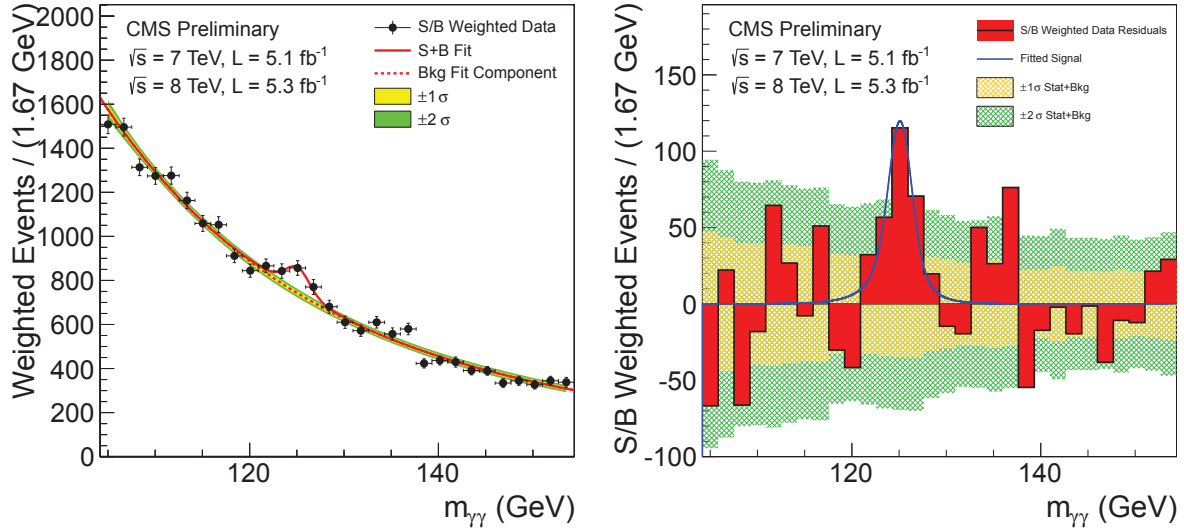 CMS Preliminary
√s = 7 TeV, L = 5.1 fb⁻¹
√s = 8 TeV, L = 5.3 fb⁻¹
S/B Weighted Data
S+B Fit
Bkg Fit Component
±1 σ
±2 σ
Weighted Events / (1.67 GeV)
2000
1800
1600
1400
1200
1000
800
600
400
200
0
120
140
mγγ (GeV)
CMS Preliminary
√s = 7 TeV, L = 5.1 fb⁻¹
√s = 8 TeV, L = 5.3 fb⁻¹
S/B Weighted Data Residuals
Fitted Signal
±1σ Stat+Bkg
±2 σ Stat+Bkg
S/B Weighted Events / (1.67 GeV)
150
100
50
0
-50
-100
120
140
160
mγγ (GeV)